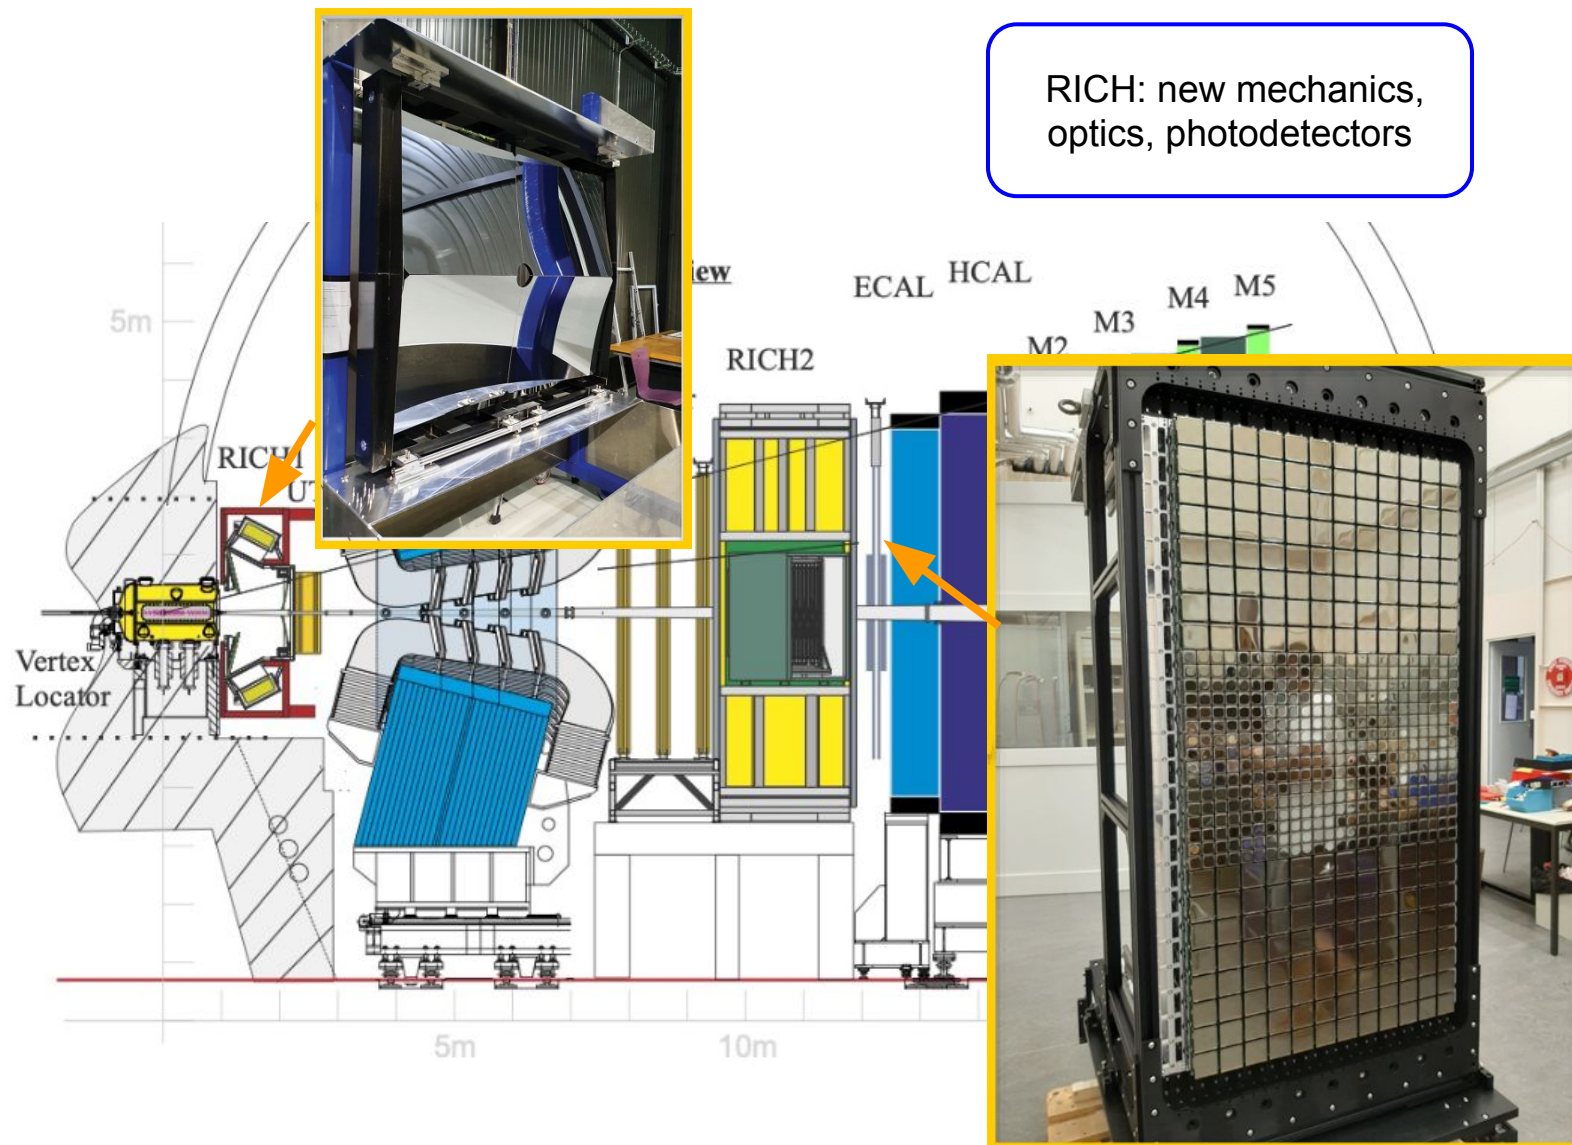 RICH: new mechanics,
optics, photodetectors
iew
ECAL
HCAL
M2
M3
M4
M5
5m
RICH2
RICH1
UT
Vertex
Locator
5m
10m